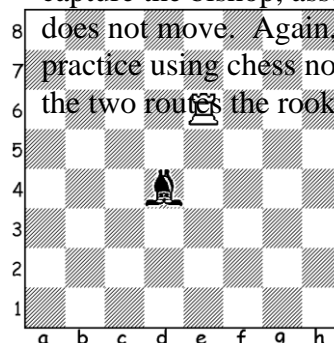 capture the bishop, ass
8 does not move. Again,
7 practice using chess no
6 the two routes the rook
5
4
3
2
1
a b c d e f g h